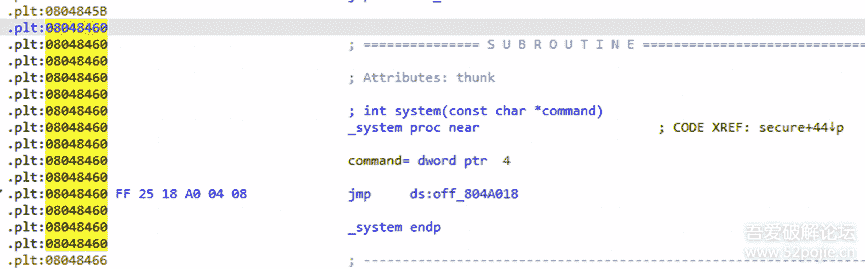 .plt:08048458
.plt:08048460
.plt:08048460 ; =============== S U B R O U T I N E =======================================
.plt:08048460
.plt:08048460 ; Attributes: thunk
.plt:08048460
.plt:08048460 ; int system(const char *command)
.plt:08048460 _system proc near ; CODE XREF: secure+44↓p
.plt:08048460
.plt:08048460 command= dword ptr 4
.plt:08048460
.plt:08048460 FF 25 18 A0 04 08 jmp ds:off_804A018
.plt:08048460
.plt:08048460 _system endp
.plt:08048460
.plt:08048466 ; ---------------------------------------------------------------------------
吾爱破解论坛
www.52pojie.cn